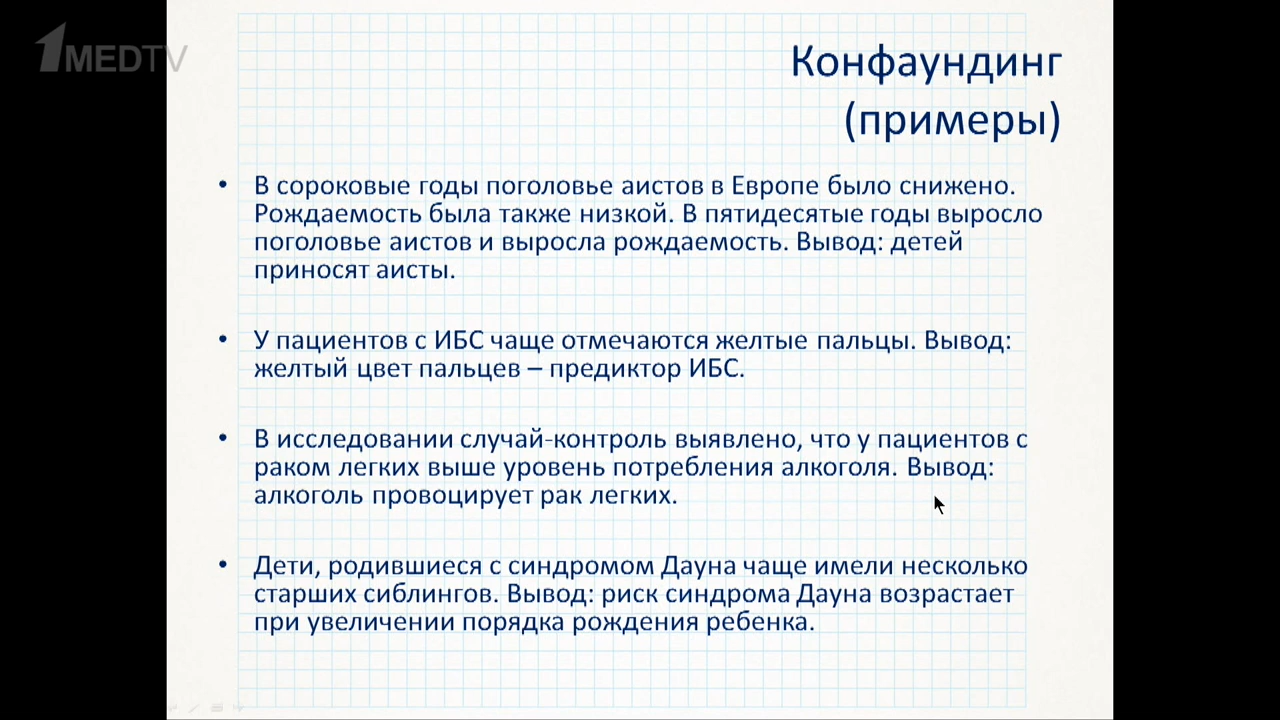 1MEDTV
Конфаундинг
(примеры)
• В сороковые годы поголовье аистов в Европе было снижено.
Рождаемость была также низкой. В пятидесятые годы выросло
поголовье аистов и выросла рождаемость. Вывод: детей
приносят аисты.
• У пациентов с ИБС чаще отмечаются желтые пальцы. Вывод:
желтый цвет пальцев – предиктор ИБС.
• В исследовании случай-контроль выявлено, что у пациентов с
раком легких выше уровень потребления алкоголя. Вывод:
алкоголь провоцирует рак легких.
• Дети, родившиеся с синдромом Дауна чаще имели несколько
старших сиблингов. Вывод: риск синдрома Дауна возрастает
при увеличении порядка рождения ребенка.